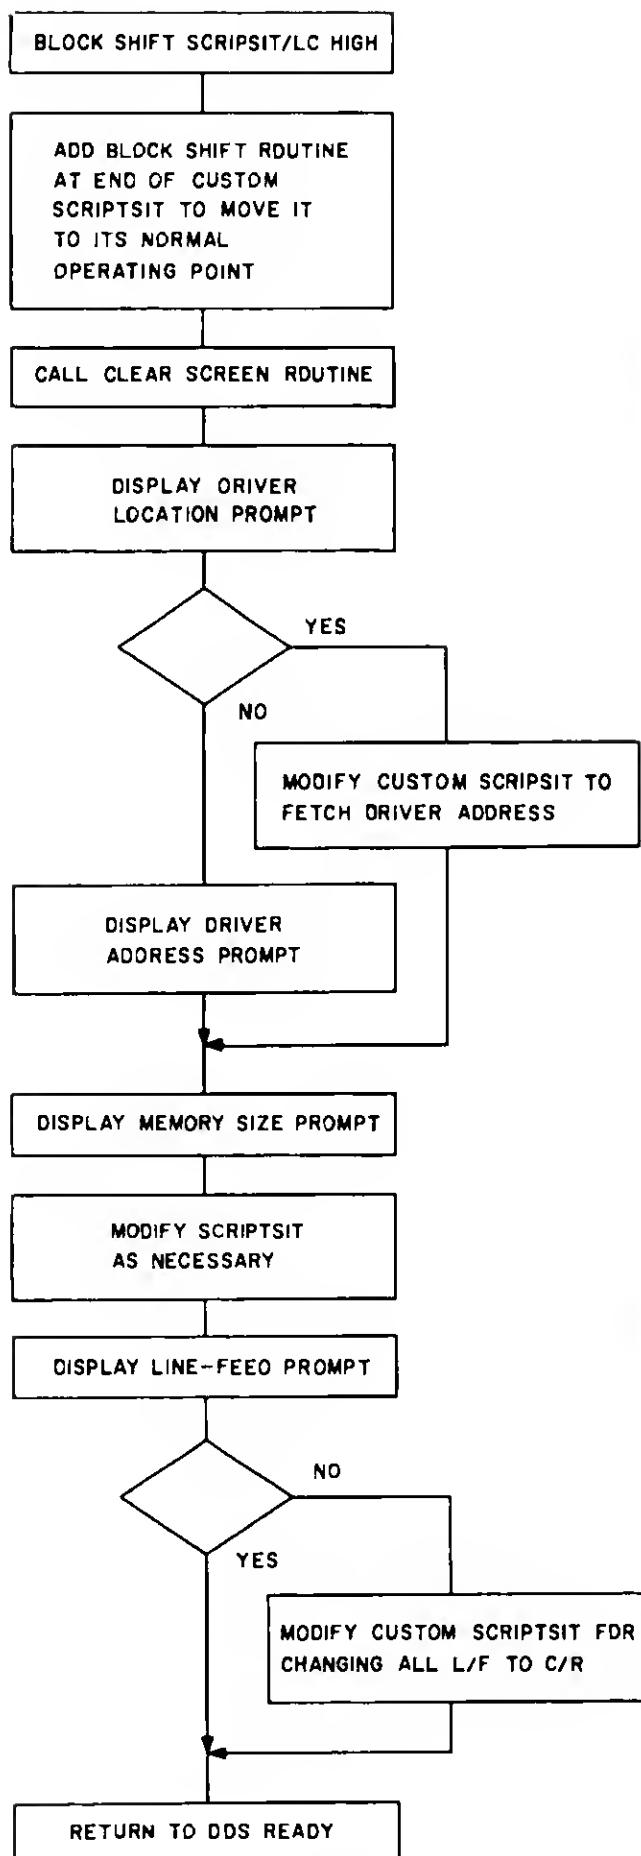 BLOCK SHIFT SCRIPSIT/LC HIGH
ADD BLOCK SHIFT RDUTINE
AT END OF CUSTOM
SCRIPTSIT TO MOVE IT
TO ITS NORMAL
OPERATING POINT
CALL CLEAR SCREEN RDUTINE
DISPLAY ORIVER
LOCATION PROMPT
YES
NO
MODIFY CUSTOM SCRIPSIT TO
FETCH DRIVER ADDRESS
DISPLAY DRIVER
ADDRESS PROMPT
DISPLAY MEMORY SIZE PROMPT
MODIFY SCRIPTSIT
AS NECESSARY
DISPLAY LINE-FEEO PROMPT
NO
YES
MODIFY CUSTOM SCRIPTSIT FDR
CHANGING ALL L/F TO C/R
RETURN TO DDS READY